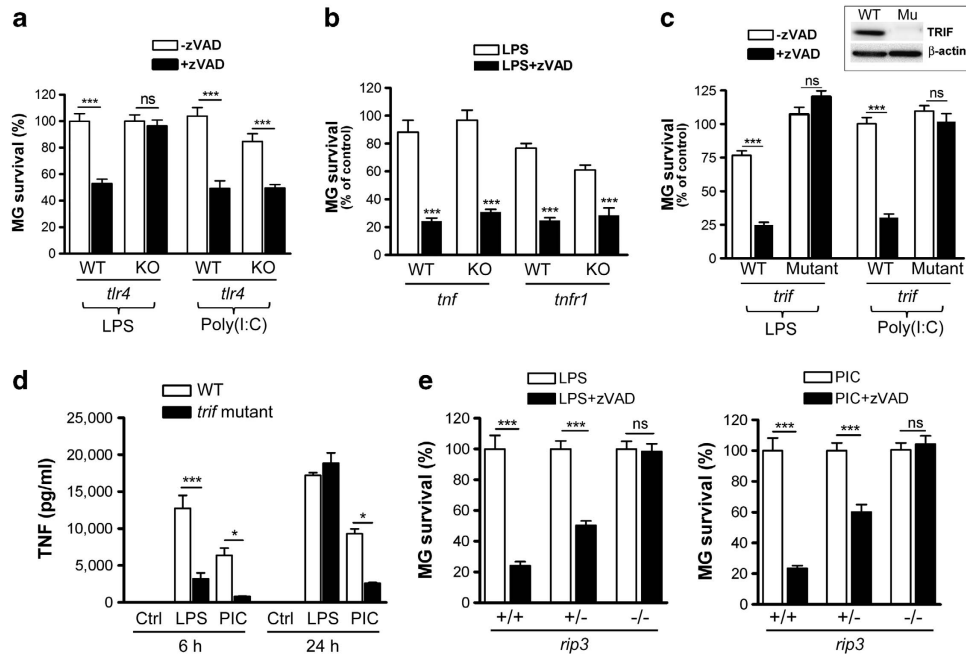 a
-zVAD
+zVAD
MG survival (%)
120
100
80
60
40
20
0
***
ns
***
***
WT KO WT KO
tlr4 tlr4
LPS Poly(I:C)
b
LPS
LPS+zVAD
MG survival
(% of control)
120
100
80
60
40
20
0
***
***
***
***
WT KO WT KO
tnf tnfr1
c
-zVAD
+zVAD
WT Mu
TRIF
β-actin
MG survival
(% of control)
125
100
75
50
25
0
***
ns
***
ns
WT Mutant WT Mutant
trif trif
LPS Poly(I:C)
d
WT
trif mutant
TNF (pg/ml)
25,000
20,000
15,000
10,000
5,000
0
***
*
*
Ctrl LPS PIC Ctrl LPS PIC
6 h 24 h
e
LPS
LPS+zVAD
MG survival (%)
120
100
80
60
40
20
0
***
***
ns
+/+ +/- -/-
rip3
PIC
PIC+zVAD
MG survival (%)
120
100
80
60
40
20
0
***
***
ns
+/+ +/- -/-
rip3